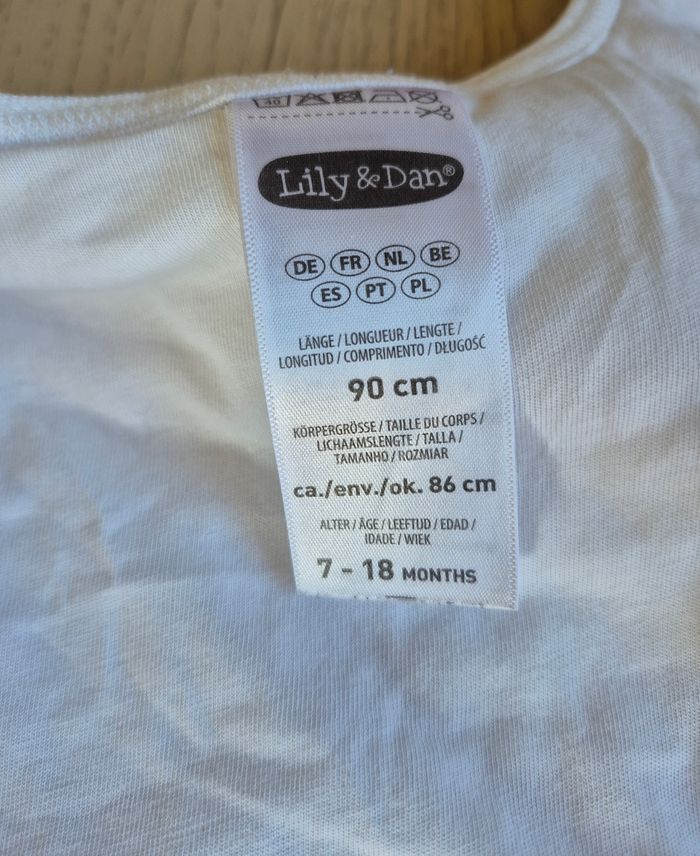 40
Lily & Dan®
DE FR NL BE
ES PT PL
LÄNGE / LONGUEUR / LENGTE /
LONGITUD / COMPRIMENTO / DŁUGOŚĆ
90 cm
KÖRPERGRÖSSE / TAILLE DU CORPS /
LICHAAMSLENGTE / TALLA /
TAMANHO / ROZMIAR
ca./env./ok. 86 cm
ALTER / ÂGE / LEEFTIJD / EDAD /
IDADE / WIEK
7 - 18 MONTHS